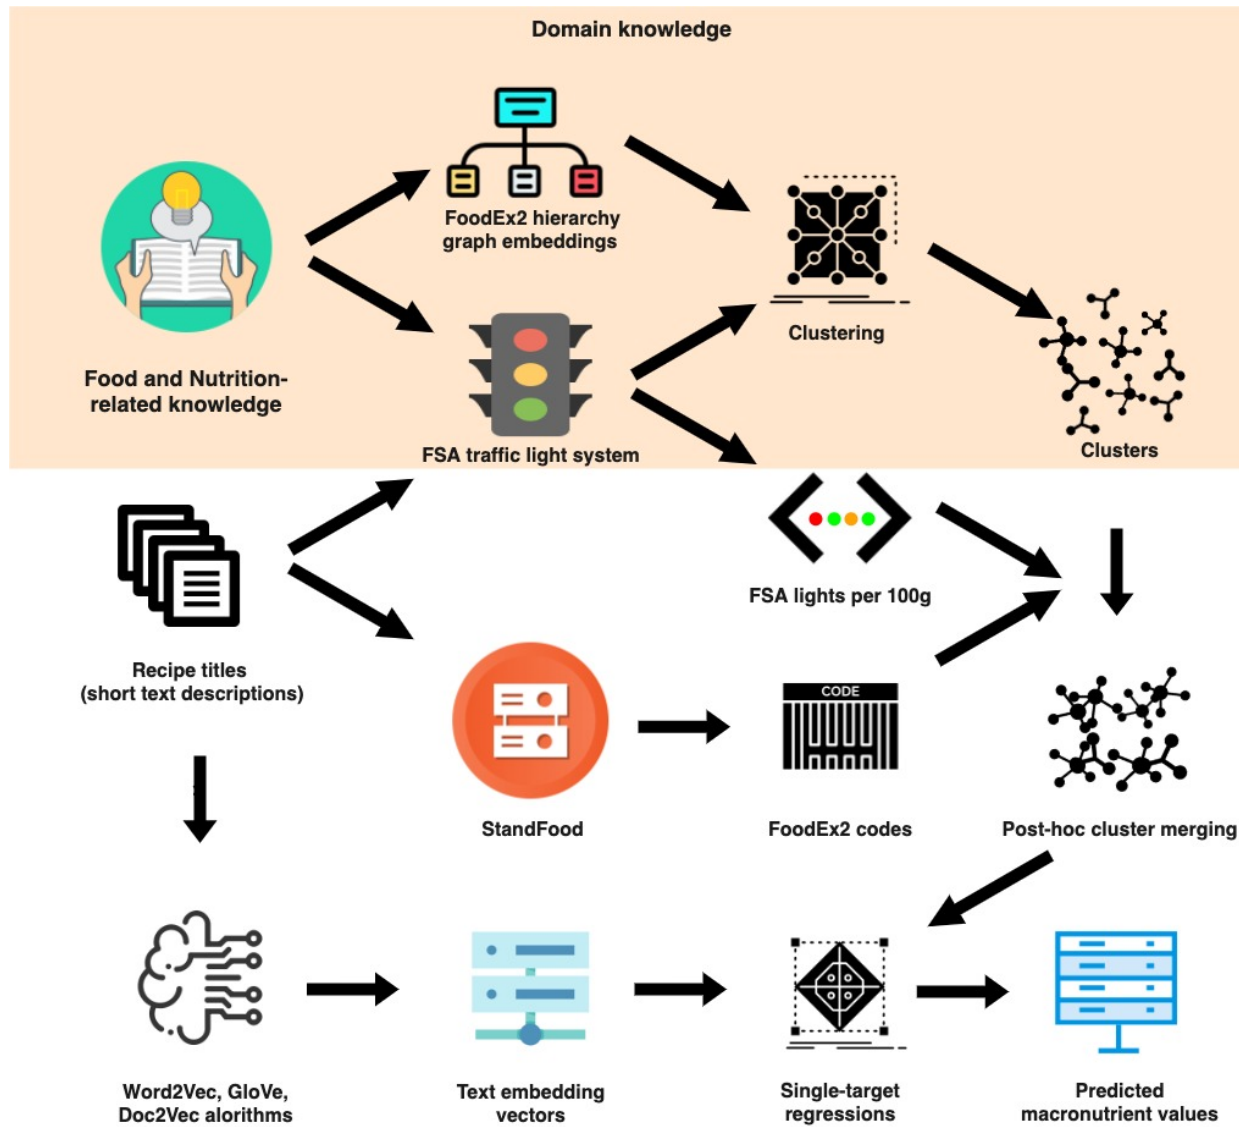 Domain knowledge
FoodEx2 hierarchy
graph embeddings
Clustering
Food and Nutrition-
related knowledge
FSA traffic light system
Clusters
FSA lights per 100g
Recipe titles
(short text descriptions)
CODE
StandFood
FoodEx2 codes
Post-hoc cluster merging
Word2Vec, GloVe,
Doc2Vec alorithms
Text embedding
vectors
Single-target
regressions
Predicted
macronutrient values